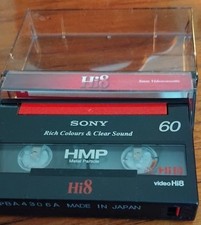 Hi8
SONY
60
Rich Colours & Clear Sound
HMP
Metal Particle
Hi8
video Hi8
MADE IN JAPAN